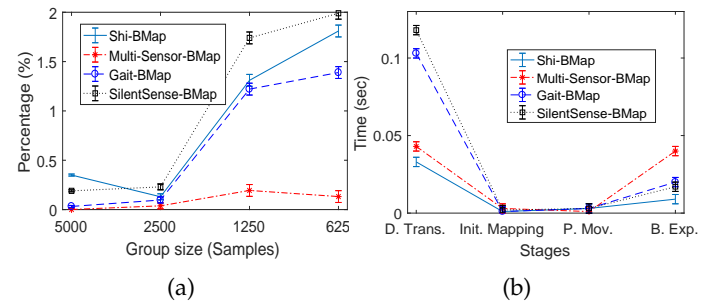 2
1.5
1
0.5
0
Percentage (%)
Shi-BMap
Multi-Sensor-BMap
Gait-BMap
SilentSense-BMap
5000 2500 1250 625
Group size (Samples)
(a)
0.1
0.05
0
Time (sec)
Shi-BMap
Multi-Sensor-BMap
Gait-BMap
SilentSense-BMap
D. Trans. Init. Mapping P. Mov. B. Exp.
Stages
(b)